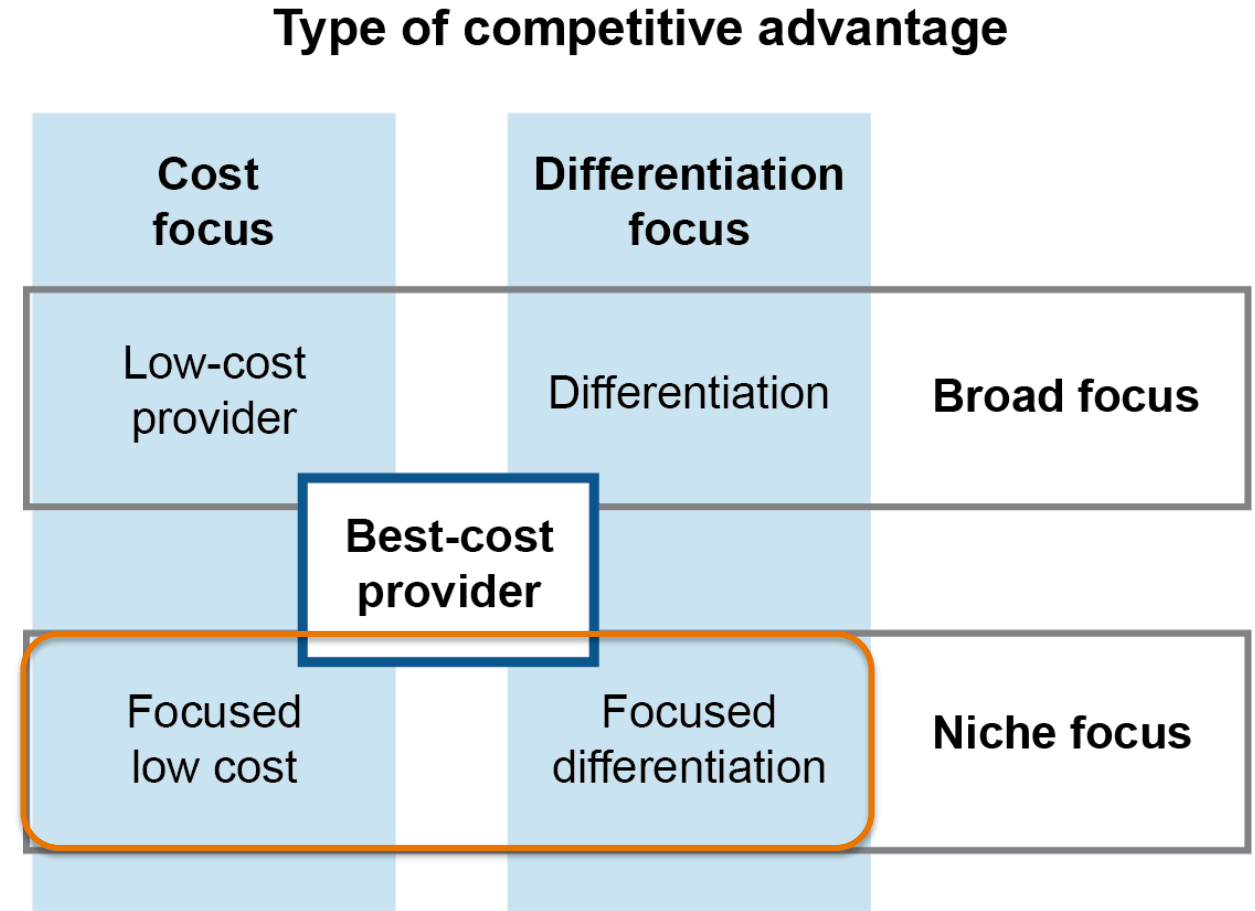 Type of competitive advantage
Cost
focus
Differentiation
focus
Low-cost
provider
Differentiation
Broad focus
Best-cost
provider
Focused
low cost
Focused
differentiation
Niche focus